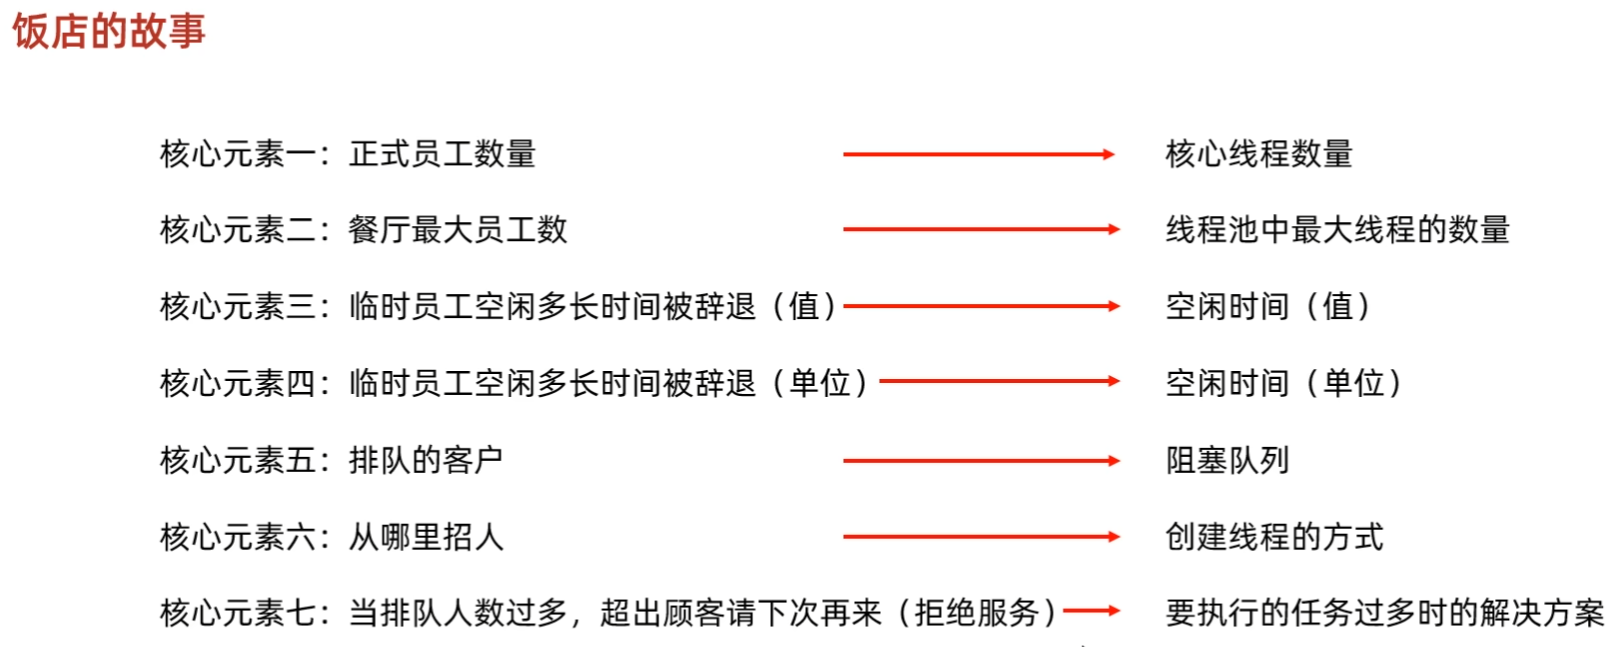 饭店的故事
核心元素一：正式员工数量 核心线程数量
核心元素二：餐厅最大员工数 线程池中最大线程的数量
核心元素三：临时员工空闲多长时间被辞退（值） 空闲时间（值）
核心元素四：临时员工空闲多长时间被辞退（单位） 空闲时间（单位）
核心元素五：排队的客户 阻塞队列
核心元素六：从哪里招人 创建线程的方式
核心元素七：当排队人数过多，超出顾客请下次再来（拒绝服务） 要执行的任务过多时的解决方案